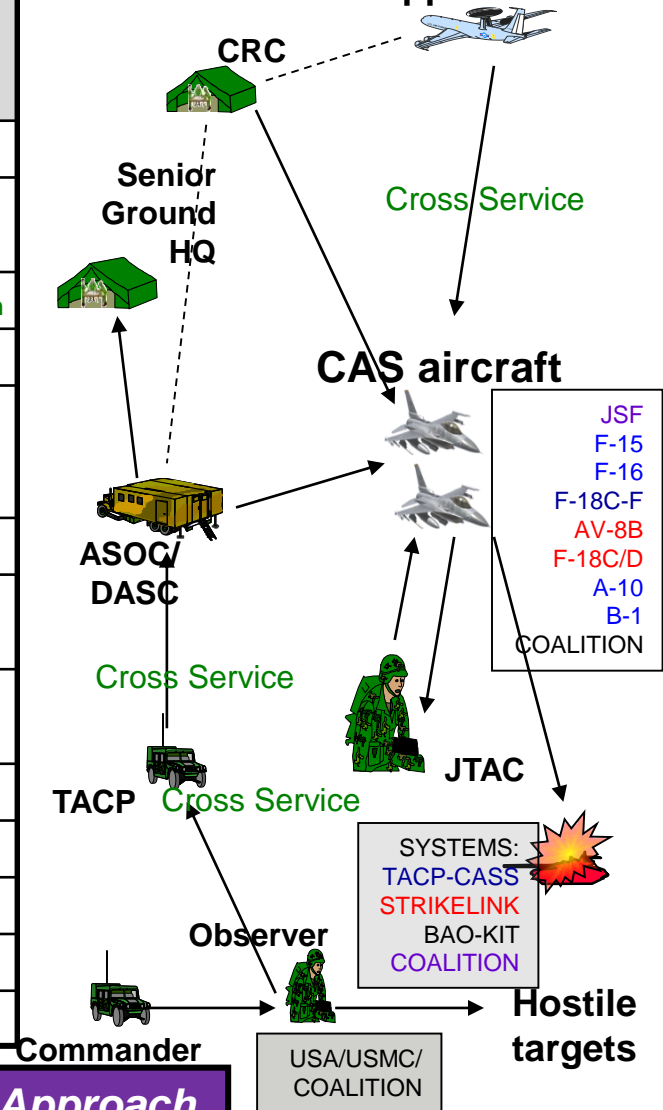 CRC
Senior
Ground
HQ
Cross Service
CAS aircraft
JSF
F-15
F-16
F-18C-F
AV-8B
F-18C/D
A-10
B-1
COALITION
ASOC/
DASC
Cross Service
JTAC
TACP
Cross Service
SYSTEMS:
TACP-CASS
STRIKELINK
BAO-KIT
COALITION
Observer
Hostile
targets
Commander
USA/USMC/
COALITION
Approach